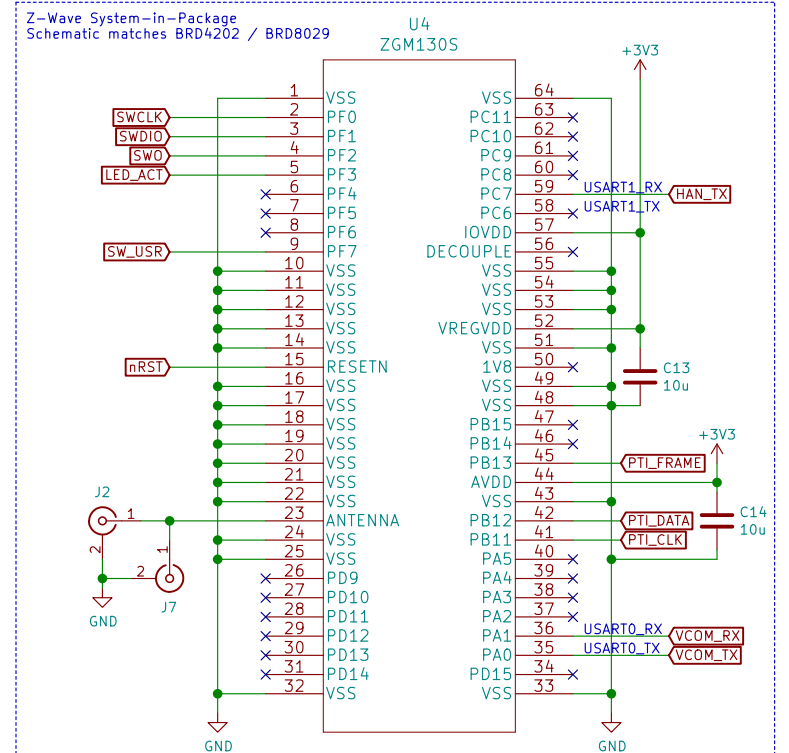 Z-Wave System-in-Package
Schematic matches BRD4202 / BRD8029
U4
ZGM130S
+3V3
1 VSS VSS 64
SWCLK 2 PF0 PC11 63
SWDIO 3 PF1 PC10 62
SWO 4 PF2 PC9 61
LED_ACT 5 PF3 PC8 60
6 PF4 PC7 59 USART1_RX HAN_TX
7 PF5 PC6 58 USART1_TX
8 PF6 IOVDD 57
SW_USR 9 PF7 DECOUPLE 56
10 VSS VSS 55
11 VSS VSS 54
12 VSS VSS 53
13 VSS VREGVDD 52
14 VSS VSS 51
nRST 15 RESETN 1V8 50 C13
16 VSS VSS 49 10u
17 VSS VSS 48
18 VSS PB15 47
19 VSS PB14 46 +3V3
20 VSS PB13 45 PTI_FRAME
21 VSS AVDD 44
22 VSS VSS 43
J2 1 23 ANTENNA PB12 42 PTI_DATA C14
24 VSS PB11 41 PTI_CLK 10u
2 1 25 VSS PA5 40
2 26 PD9 PA4 39
27 PD10 PA3 38
GND J7 28 PD11 PA2 37
29 PD12 PA1 36 USART0_RX VCOM_RX
30 PD13 PA0 35 USART0_TX VCOM_TX
31 PD14 PD15 34
32 VSS VSS 33
GND GND